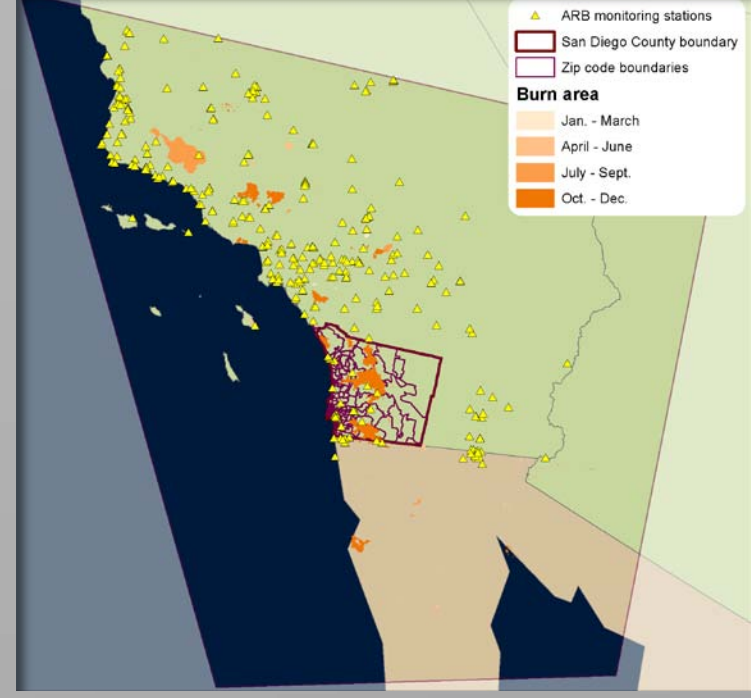 ARB monitoring stations
San Diego County boundary
Zip code boundaries
Burn area
Jan. - March
April - June
July - Sept.
Oct. - Dec.